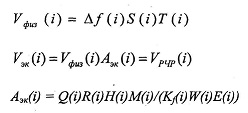 V_физ (i) = Δf(i)S(i)T(i)
V_эк(i)=V_физ(i)A_эк(i)=V_РЧР(i)
A_эк(i) = Q(i)R(i)H(i)M(i)/(K_f(i)W(i)E(i))